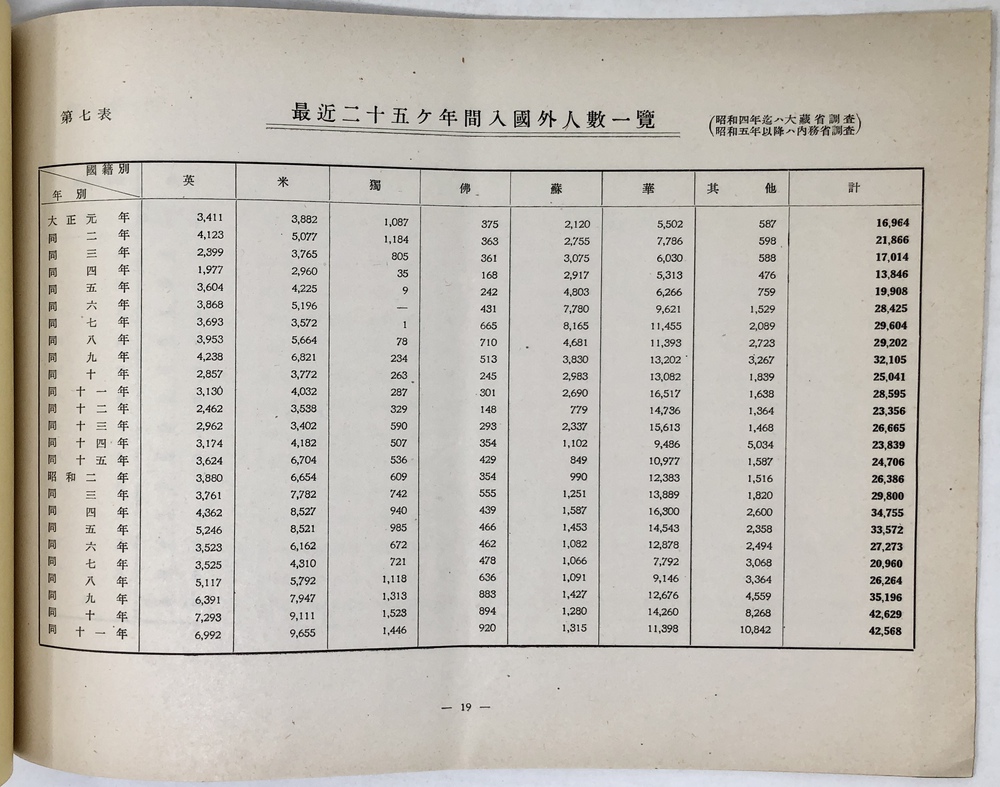 第七表
最近二十五ケ年間入國外人數一覽
(昭和四年迄ハ大藏省調査
昭和五年以降ハ內務省調査)
國籍別 年別 英 米 獨 佛 蘇 華 其他 計
大正元年 3,411 3,882 1,087 375 2,120 5,502 587 16,964
同二年 4,123 5,077 1,184 363 2,755 7,786 598 21,866
同三年 2,399 3,765 805 361 3,075 6,030 588 17,014
同四年 1,977 2,960 35 168 2,917 5,313 476 13,846
同五年 3,604 4,225 9 242 4,803 6,266 759 19,908
同六年 3,868 5,196 — 431 7,780 9,621 1,529 28,425
同七年 3,693 3,572 1 665 8,165 11,455 2,089 29,604
同八年 3,953 5,664 78 710 4,681 11,393 2,723 29,202
同九年 4,238 6,821 234 513 3,830 13,202 3,267 32,105
同十年 2,857 3,772 263 245 2,983 13,082 1,839 25,041
同十一年 3,130 4,032 287 301 2,690 16,517 1,638 28,595
同十二年 2,462 3,538 329 148 779 14,736 1,364 23,356
同十三年 2,962 3,402 590 293 2,337 15,613 1,468 26,665
同十四年 3,174 4,182 507 354 1,102 9,486 5,034 23,839
同十五年 3,624 6,704 536 429 849 10,977 1,587 24,706
昭和二年 3,880 6,654 609 354 990 12,383 1,516 26,386
同三年 3,761 7,782 742 555 1,251 13,889 1,820 29,800
同四年 4,362 8,527 940 439 1,587 16,300 2,600 34,755
同五年 5,246 8,521 985 466 1,453 14,543 2,358 33,572
同六年 3,523 6,162 672 462 1,082 12,878 2,494 27,273
同七年 3,525 4,310 721 478 1,066 7,792 3,068 20,960
同八年 5,117 5,792 1,118 636 1,091 9,146 3,364 26,264
同九年 6,391 7,947 1,313 883 1,427 12,676 4,559 35,196
同十年 7,293 9,111 1,523 894 1,280 14,260 8,268 42,629
同十一年 6,992 9,655 1,446 920 1,315 11,398 10,842 42,568
— 19 —